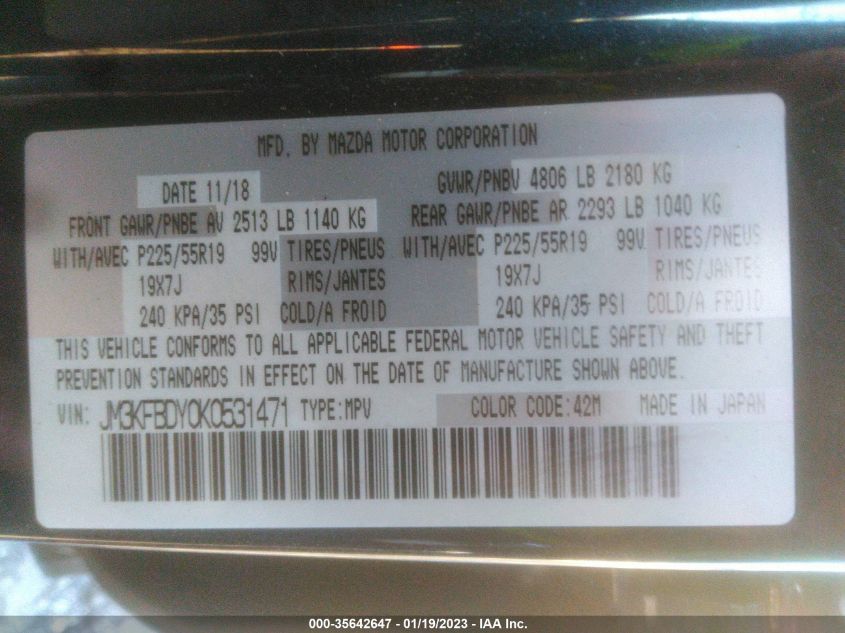 MFD. BY MAZDA MOTOR CORPORATION
DATE 11/18 GVWR/PNBV 4806 LB 2180 KG
FRONT GAWR/PNBE AV 2513 LB 1140 KG REAR GAWR/PNBE AR 2293 LB 1040 KG
WITH/AVEC P225/55R19 99V TIRES/PNEUS WITH/AVEC P225/55R19 99V TIRES/PNEUS
19X7J RIMS/JANTES 19X7J RIMS/JANTES
240 KPA/35 PSI COLD/A FROID 240 KPA/35 PSI COLD/A FROID
THIS VEHICLE CONFORMS TO ALL APPLICABLE FEDERAL MOTOR VEHICLE SAFETY AND THEFT
PREVENTION STANDARDS IN EFFECT ON THE DATE OF MANUFACTURE SHOWN ABOVE.
VIN: JM3KFBDY0K0531471 TYPE:MPV COLOR CODE:42M MADE IN JAPAN
000-35642647 - 01/19/2023 - IAA Inc.